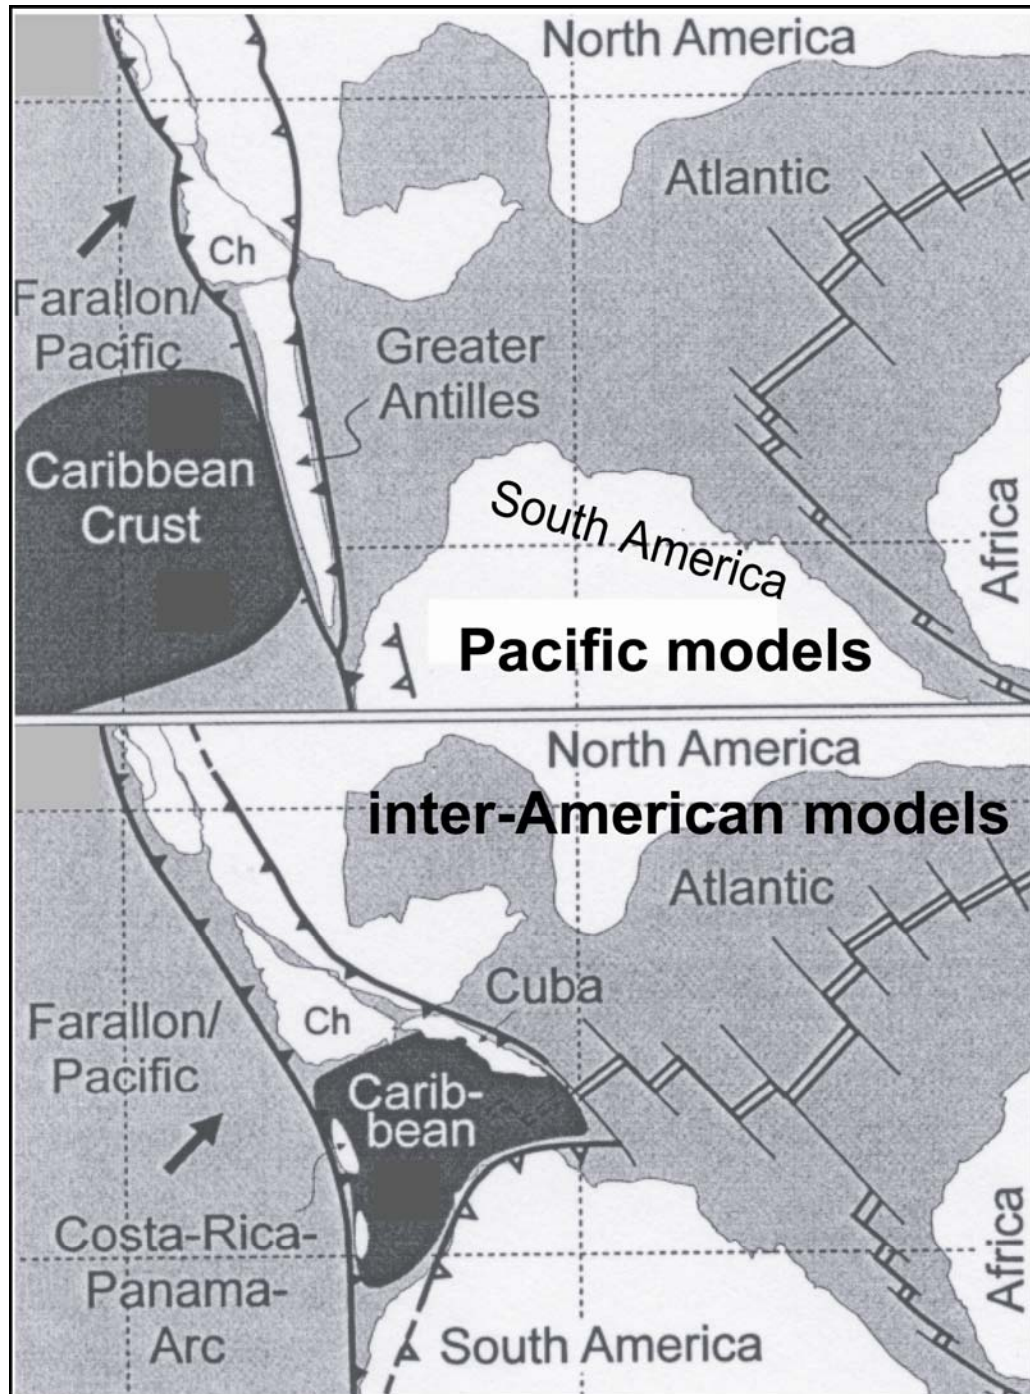 North America
Atlantic
Ch
Farallon/
Pacific
Greater
Antilles
Caribbean
Crust
South America
Africa
Pacific models
North America
inter-American models
Atlantic
Cuba
Ch
Farallon/
Pacific
Carib-
bean
Costa-Rica-
Panama-
Arc
South America
Africa